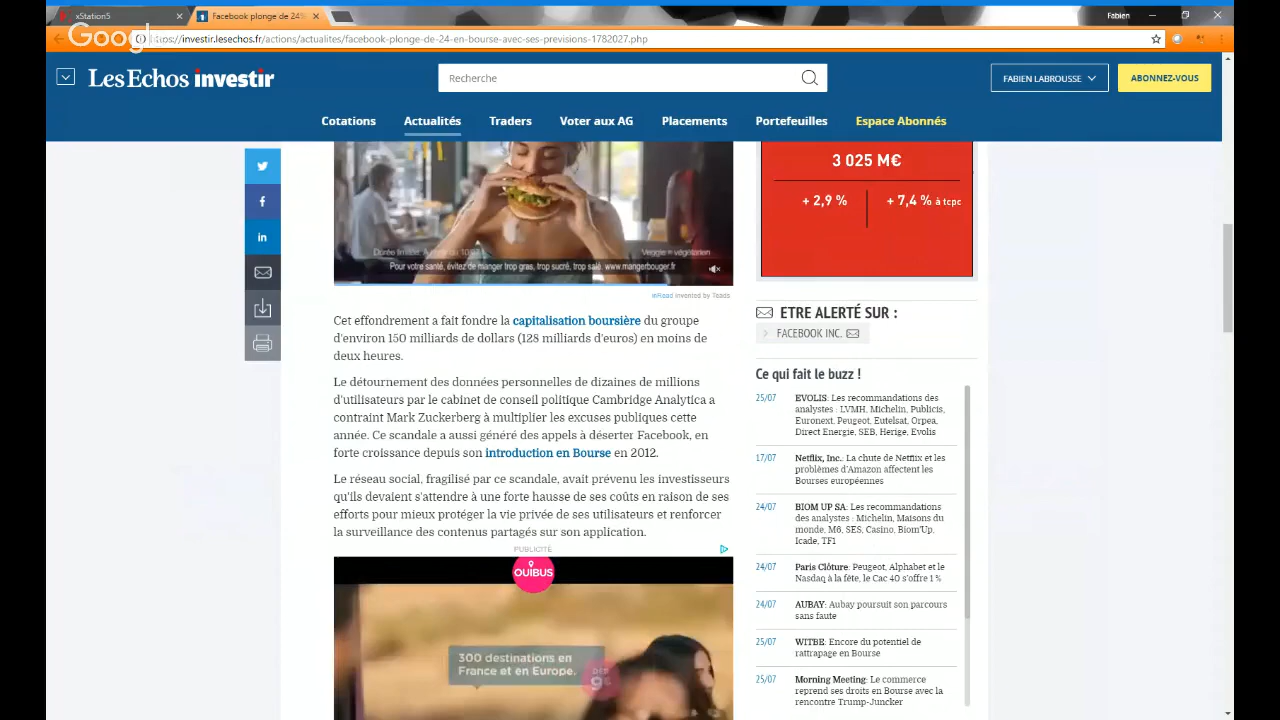 xStation5
Facebook plonge de 24%
Fabien
Google
https://investir.lesechos.fr/actions/actualites/facebook-plonge-de-24-en-bourse-avec-ses-previsions-1782027.php
Les Echos investir
Recherche
FABIEN LABROUSSE
ABONNEZ-VOUS
Cotations
Actualités
Traders
Voter aux AG
Placements
Portefeuilles
Espace Abonnés
Veggie = végétarien
Pour votre santé, évitez de manger trop gras, trop sucré, trop salé. www.mangerbouger.fr
inRead invented by Teads
Cet effondrement a fait fondre la capitalisation boursière du groupe
d'environ 150 milliards de dollars (128 milliards d'euros) en moins de
deux heures.
Le détournement des données personnelles de dizaines de millions
d'utilisateurs par le cabinet de conseil politique Cambridge Analytica a
contraint Mark Zuckerberg à multiplier les excuses publiques cette
année. Ce scandale a aussi généré des appels à déserter Facebook, en
forte croissance depuis son introduction en Bourse en 2012.
Le réseau social, fragilisé par ce scandale, avait prévenu les investisseurs
qu'ils devaient s'attendre à une forte hausse de ses coûts en raison de ses
efforts pour mieux protéger la vie privée de ses utilisateurs et renforcer
la surveillance des contenus partagés sur son application.
PUBLICITÉ
OUIBUS
300 destinations en
France et en Europe.
DÈS
9€
3 025 M€
+ 2,9 %
+ 7,4 % à tcpc
ETRE ALERTÉ SUR :
FACEBOOK INC.
Ce qui fait le buzz !
25/07
EVOLIS: Les recommandations des
analystes : LVMH, Michelin, Publicis,
Euronext, Peugeot, Eutelsat, Orpea,
Direct Energie, SEB, Herige, Evolis
17/07
Netflix, Inc.: La chute de Netflix et les
problèmes d'Amazon affectent les
Bourses européennes
24/07
BIOM UP SA: Les recommandations
des analystes : Michelin, Maisons du
monde, M6, SES, Casino, Biom'Up,
Icade, TF1
24/07
Paris Clôture: Peugeot, Alphabet et le
Nasdaq à la fête, le Cac 40 s'offre 1 %
24/07
AUBAY: Aubay poursuit son parcours
sans faute
25/07
WITBE: Encore du potentiel de
rattrapage en Bourse
25/07
Morning Meeting: Le commerce
reprend ses droits en Bourse avec la
rencontre Trump-Juncker